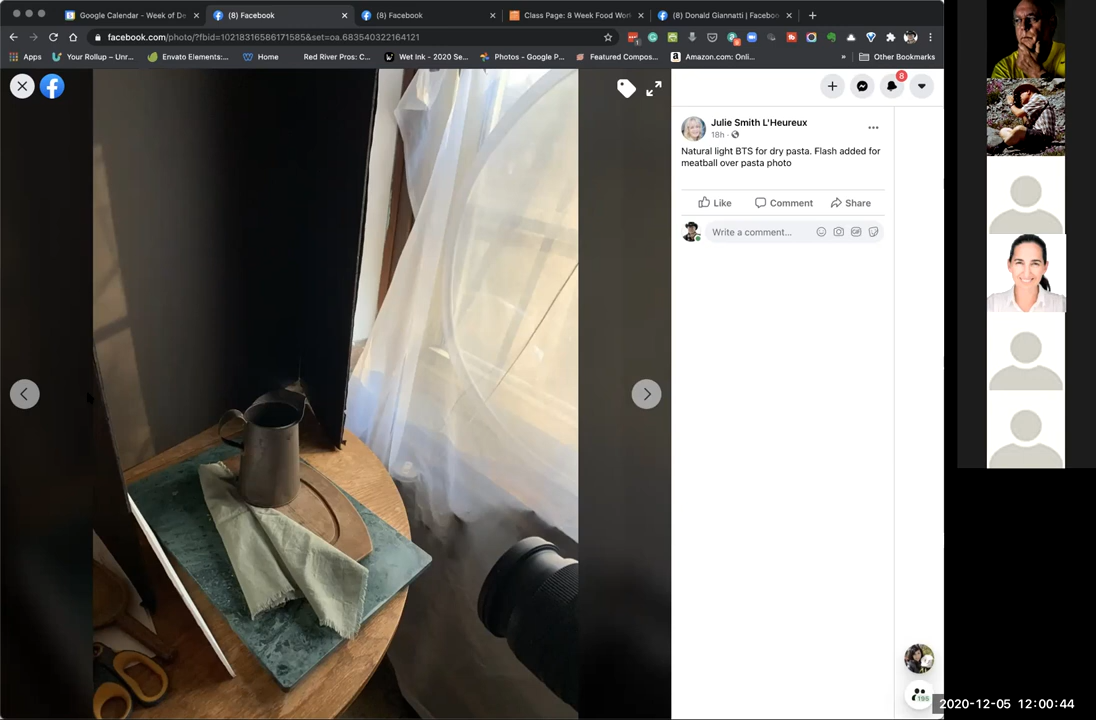 Google Calendar - Week of De
(8) Facebook
(8) Facebook
Class Page: 8 Week Food Wor
(8) Donald Giannatti | Facebo
facebook.com/photo/?fbid=10218316586171585&set=oa.683540322164121
Apps
Your Rollup – Unr...
Envato Elements:...
Home
Red River Pros: C...
Wet Ink - 2020 Se...
Photos - Google P...
Featured Compos...
Amazon.com: Onli...
»
Other Bookmarks
8
Julie Smith L'Heureux
18h ·
Natural light BTS for dry pasta. Flash added for
meatball over pasta photo
Like
Comment
Share
Write a comment...
GIF
195
2020-12-05 12:00:44